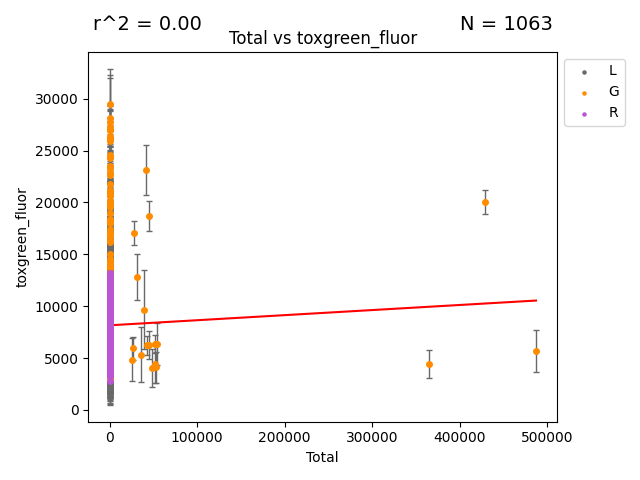 r^2 = 0.00
N = 1063
Total vs toxgreen_fluor
L
G
R
30000
25000
20000
15000
10000
5000
0
toxgreen_fluor
0
100000
200000
300000
400000
500000
Total